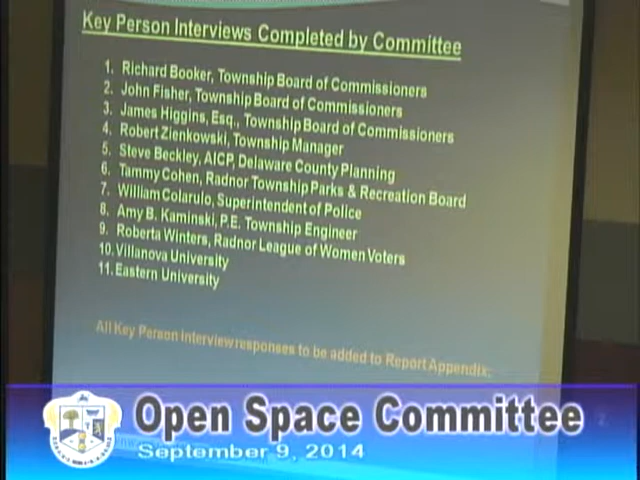 Key Person Interviews Completed by Committee
1. Richard Booker, Township Board of Commissioners
2. John Fisher, Township Board of Commissioners
3. James Higgins, Esq., Township Board of Commissioners
4. Robert Zienkowski, Township Manager
5. Steve Beckley, AICP, Delaware County Planning
6. Tammy Cohen, Radnor Township Parks & Recreation Board
7. William Colarulo, Superintendent of Police
8. Amy B. Kaminski, P.E. Township Engineer
9. Roberta Winters, Radnor League of Women Voters
10. Villanova University
11. Eastern University
All Key Person Interview responses to be added to Report Appendix.
Open Space Committee
September 9, 2014